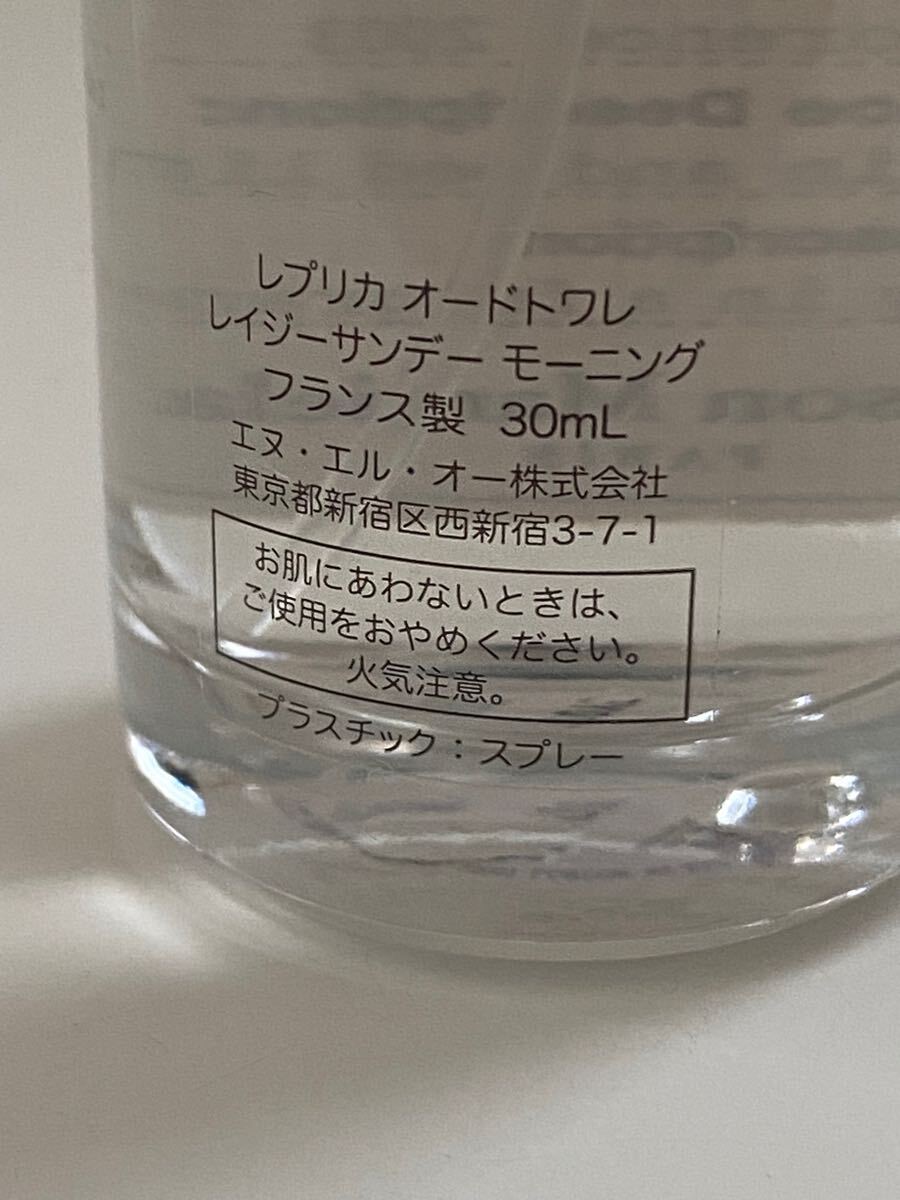 レプリカ オードトワレ
レイジーサンデー モーニング
フランス製 30mL
エヌ・エル・オー株式会社
東京都新宿区西新宿3-7-1
お肌にあわないときは、
ご使用をおやめください。
火気注意。
プラスチック：スプレー